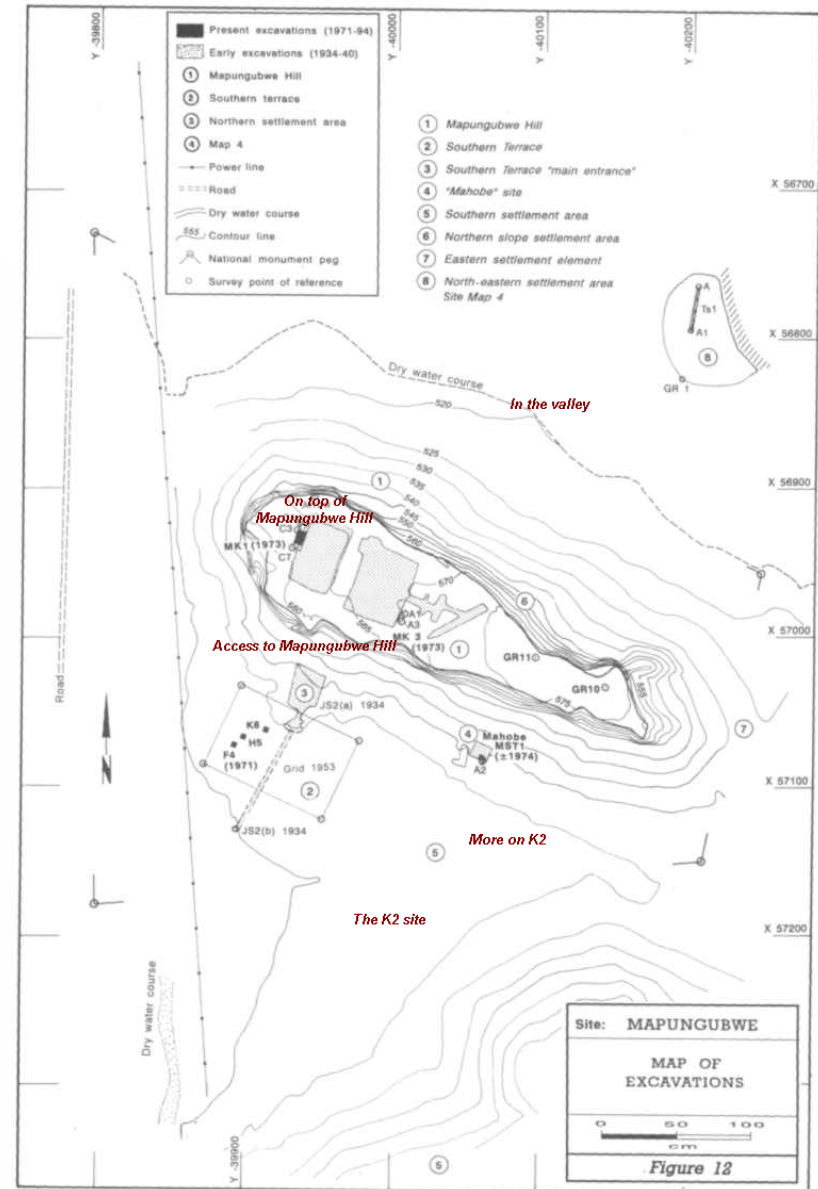 Y -39800
Y -40000
Y -40100
Y -40200
Present excavations (1971-94)
Early excavations (1934-40)
1 Mapungubwe Hill
2 Southern terrace
3 Northern settlement area
4 Map 4
Power line
Road
Dry water course
555 Contour line
National monument peg
Survey point of reference
1 Mapungubwe Hill
2 Southern Terrace
3 Southern Terrace "main entrance"
4 "Mahobe" site
5 Southern settlement area
6 Northern slope settlement area
7 Eastern settlement element
8 North-eastern settlement area
Site Map 4
X 56700
A
Ts1
A1
X 56800
8
GR 1
Dry water course
In the valley
520
525
530
535
540
545
550
560
1
X 56900
On top of
Mapungubwe Hill
C3
MK1 (1973)
C7
570
560
565
A1
A3
MK 3
(1973)
1
6
X 57000
Access to Mapungubwe Hill
GR11
GR10
555
575
Road
N
3
JS2(a) 1934
K8
H5
F4
(1971)
Grid 1953
2
4
Mahobe
MST1
(±1974)
A2
7
X 57100
JS2(b) 1934
More on K2
5
The K2 site
X 57200
Dry water course
Y -39900
5
Site: MAPUNGUBWE
MAP OF
EXCAVATIONS
0 50 100
cm
Figure 12